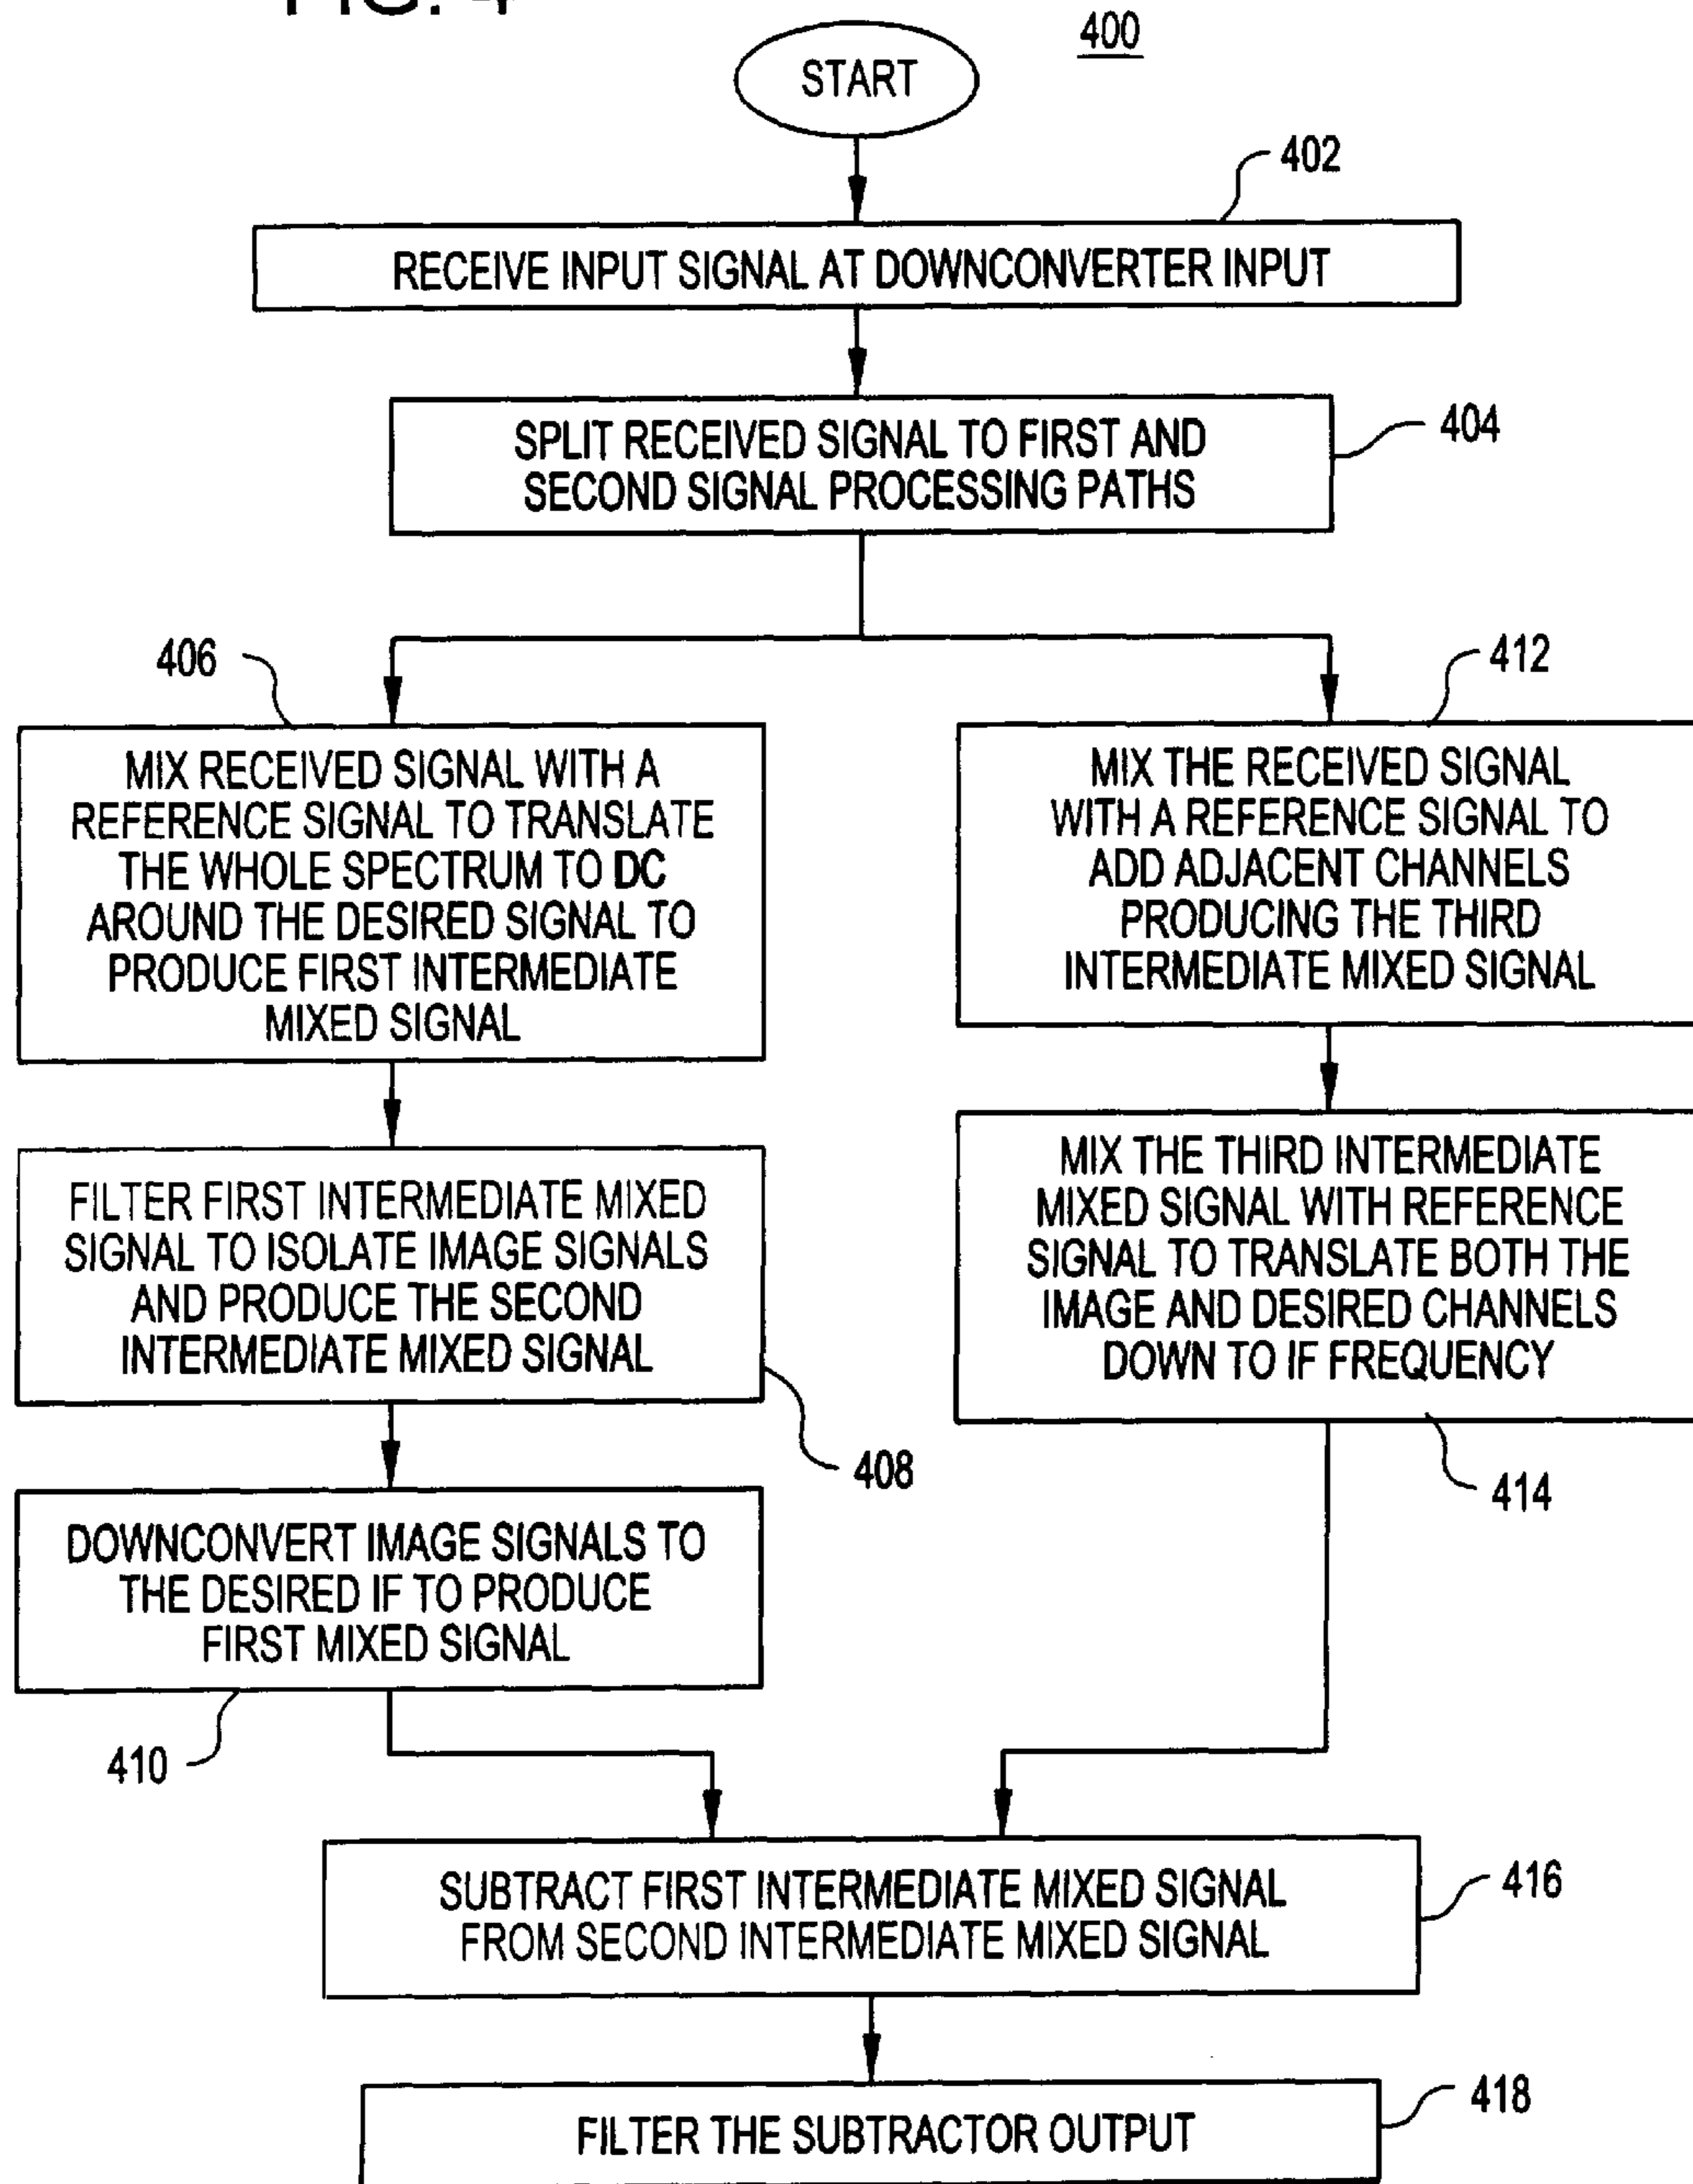 FIG. 4
400
START
402
RECEIVE INPUT SIGNAL AT DOWNCONVERTER INPUT
404
SPLIT RECEIVED SIGNAL TO FIRST AND
SECOND SIGNAL PROCESSING PATHS
406
MIX RECEIVED SIGNAL WITH A
REFERENCE SIGNAL TO TRANSLATE
THE WHOLE SPECTRUM TO DC
AROUND THE DESIRED SIGNAL TO
PRODUCE FIRST INTERMEDIATE
MIXED SIGNAL
412
MIX THE RECEIVED SIGNAL
WITH A REFERENCE SIGNAL TO
ADD ADJACENT CHANNELS
PRODUCING THE THIRD
INTERMEDIATE MIXED SIGNAL
FILTER FIRST INTERMEDIATE MIXED
SIGNAL TO ISOLATE IMAGE SIGNALS
AND PRODUCE THE SECOND
INTERMEDIATE MIXED SIGNAL
408
MIX THE THIRD INTERMEDIATE
MIXED SIGNAL WITH REFERENCE
SIGNAL TO TRANSLATE BOTH THE
IMAGE AND DESIRED CHANNELS
DOWN TO IF FREQUENCY
414
DOWNCONVERT IMAGE SIGNALS TO
THE DESIRED IF TO PRODUCE
FIRST MIXED SIGNAL
410
SUBTRACT FIRST INTERMEDIATE MIXED SIGNAL
FROM SECOND INTERMEDIATE MIXED SIGNAL
416
FILTER THE SUBTRACTOR OUTPUT
418